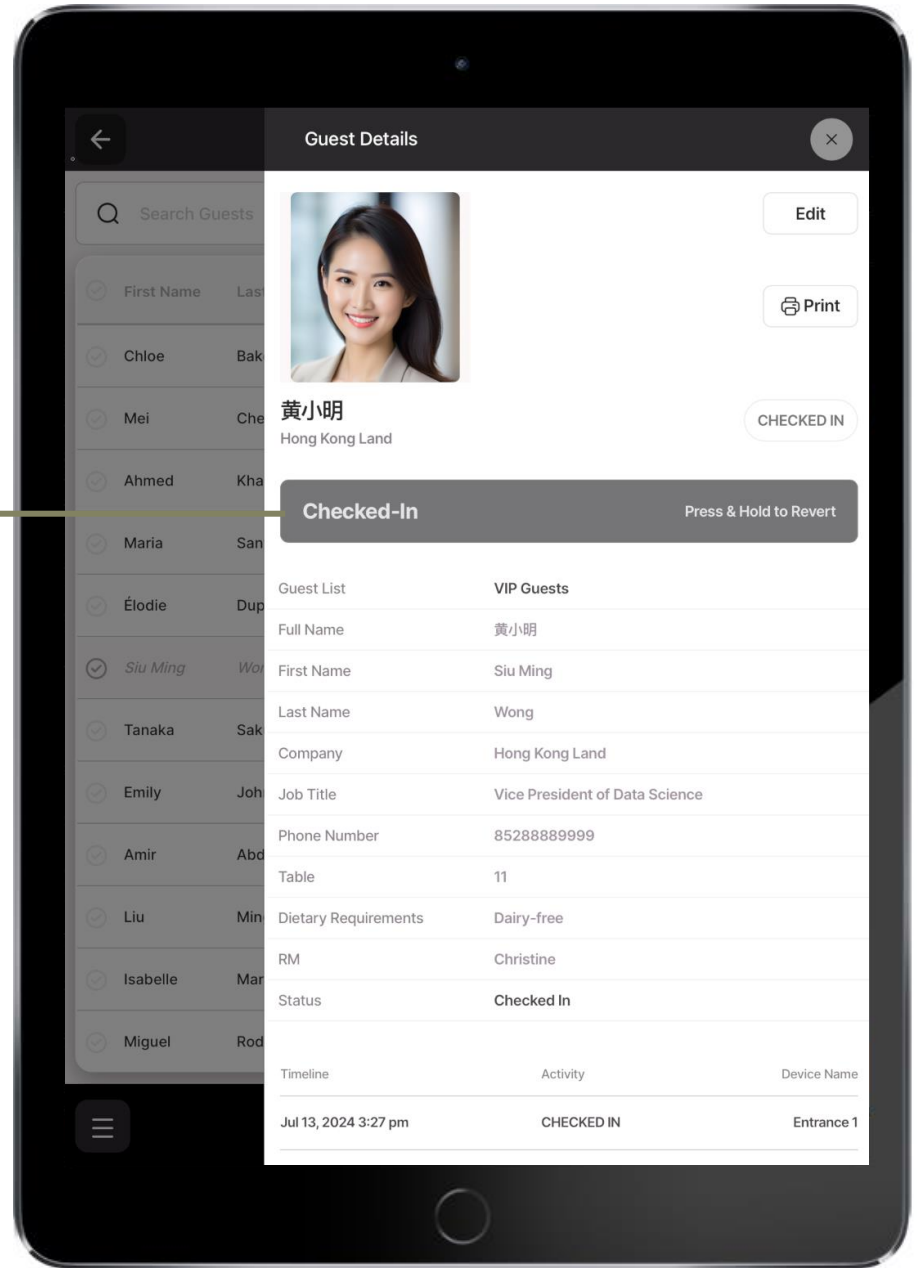 Guest Details
Search Guests
Edit
Print
First Name Las
Chloe Bak
Mei Che
Ahmed Kha
Maria San
Élodie Dup
Siu Ming Wo
Tanaka Sak
Emily Joh
Amir Abd
Liu Min
Isabelle Mar
Miguel Rod
黄小明
Hong Kong Land
CHECKED IN
Checked-In Press & Hold to Revert
Guest List VIP Guests
Full Name 黄小明
First Name Siu Ming
Last Name Wong
Company Hong Kong Land
Job Title Vice President of Data Science
Phone Number 85288889999
Table 11
Dietary Requirements Dairy-free
RM Christine
Status Checked In
Timeline Activity Device Name
Jul 13, 2024 3:27 pm CHECKED IN Entrance 1